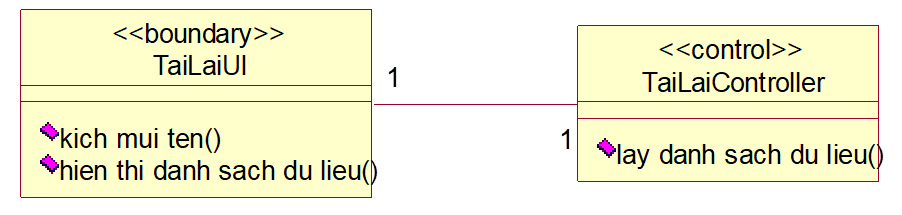 <<boundary>>
TaiLaiUI
kich mui ten()
hien thi danh sach du lieu()
1
1
<<control>>
TaiLaiController
lay danh sach du lieu()